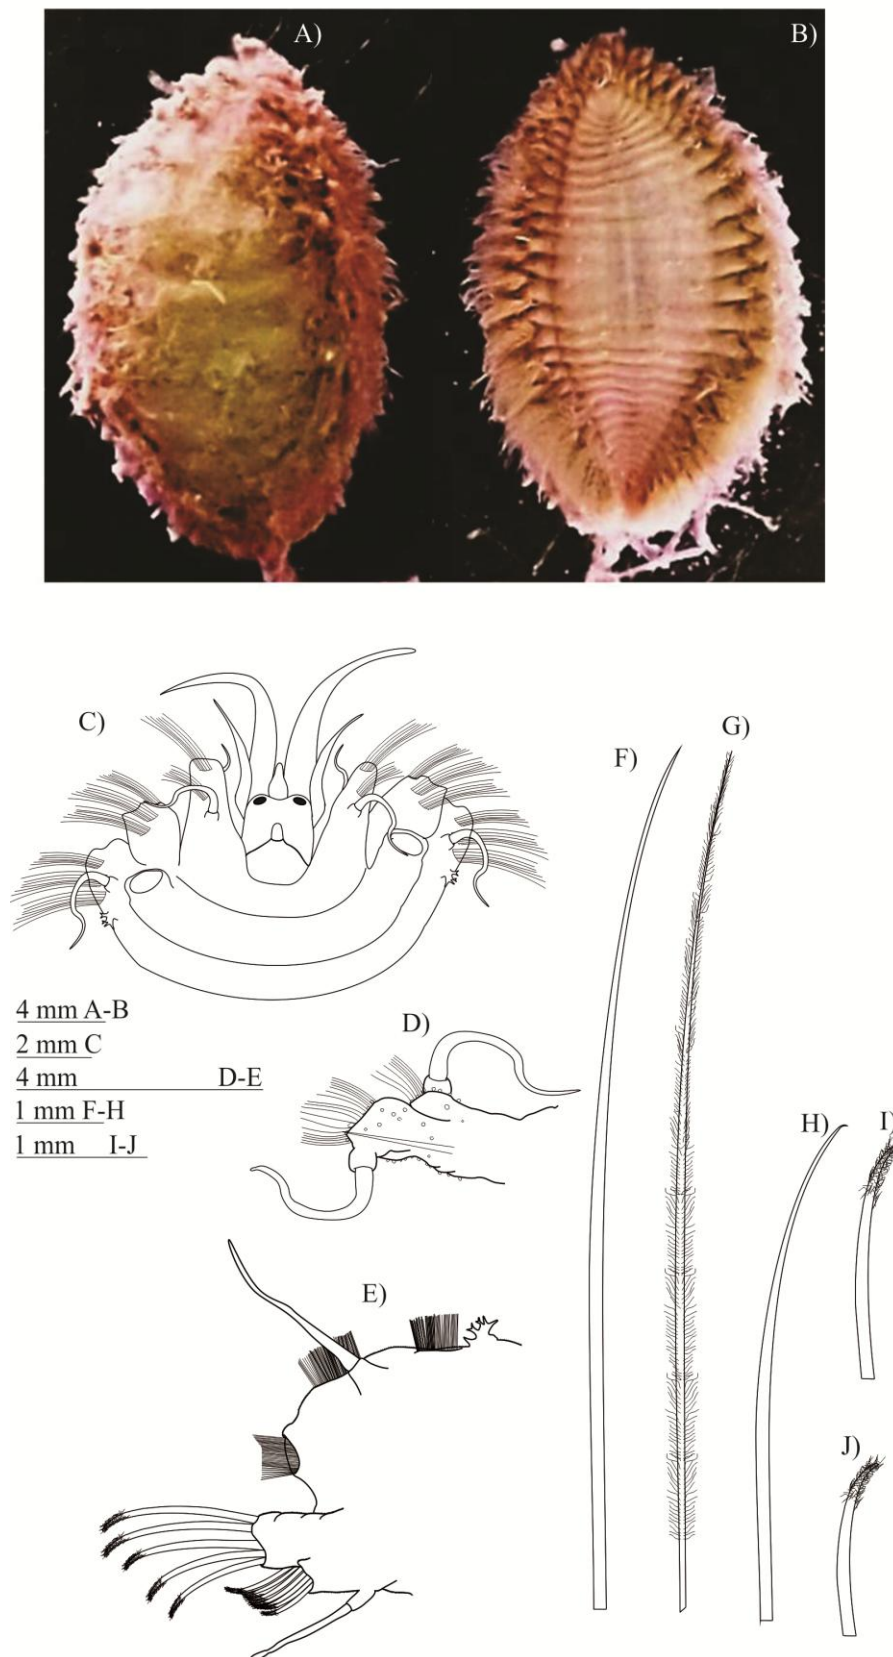 A)
B)
C)
F)
G)
4 mm A-B
2 mm C
4 mm D-E
1 mm F-H
1 mm I-J
D)
H)
I)
E)
J)